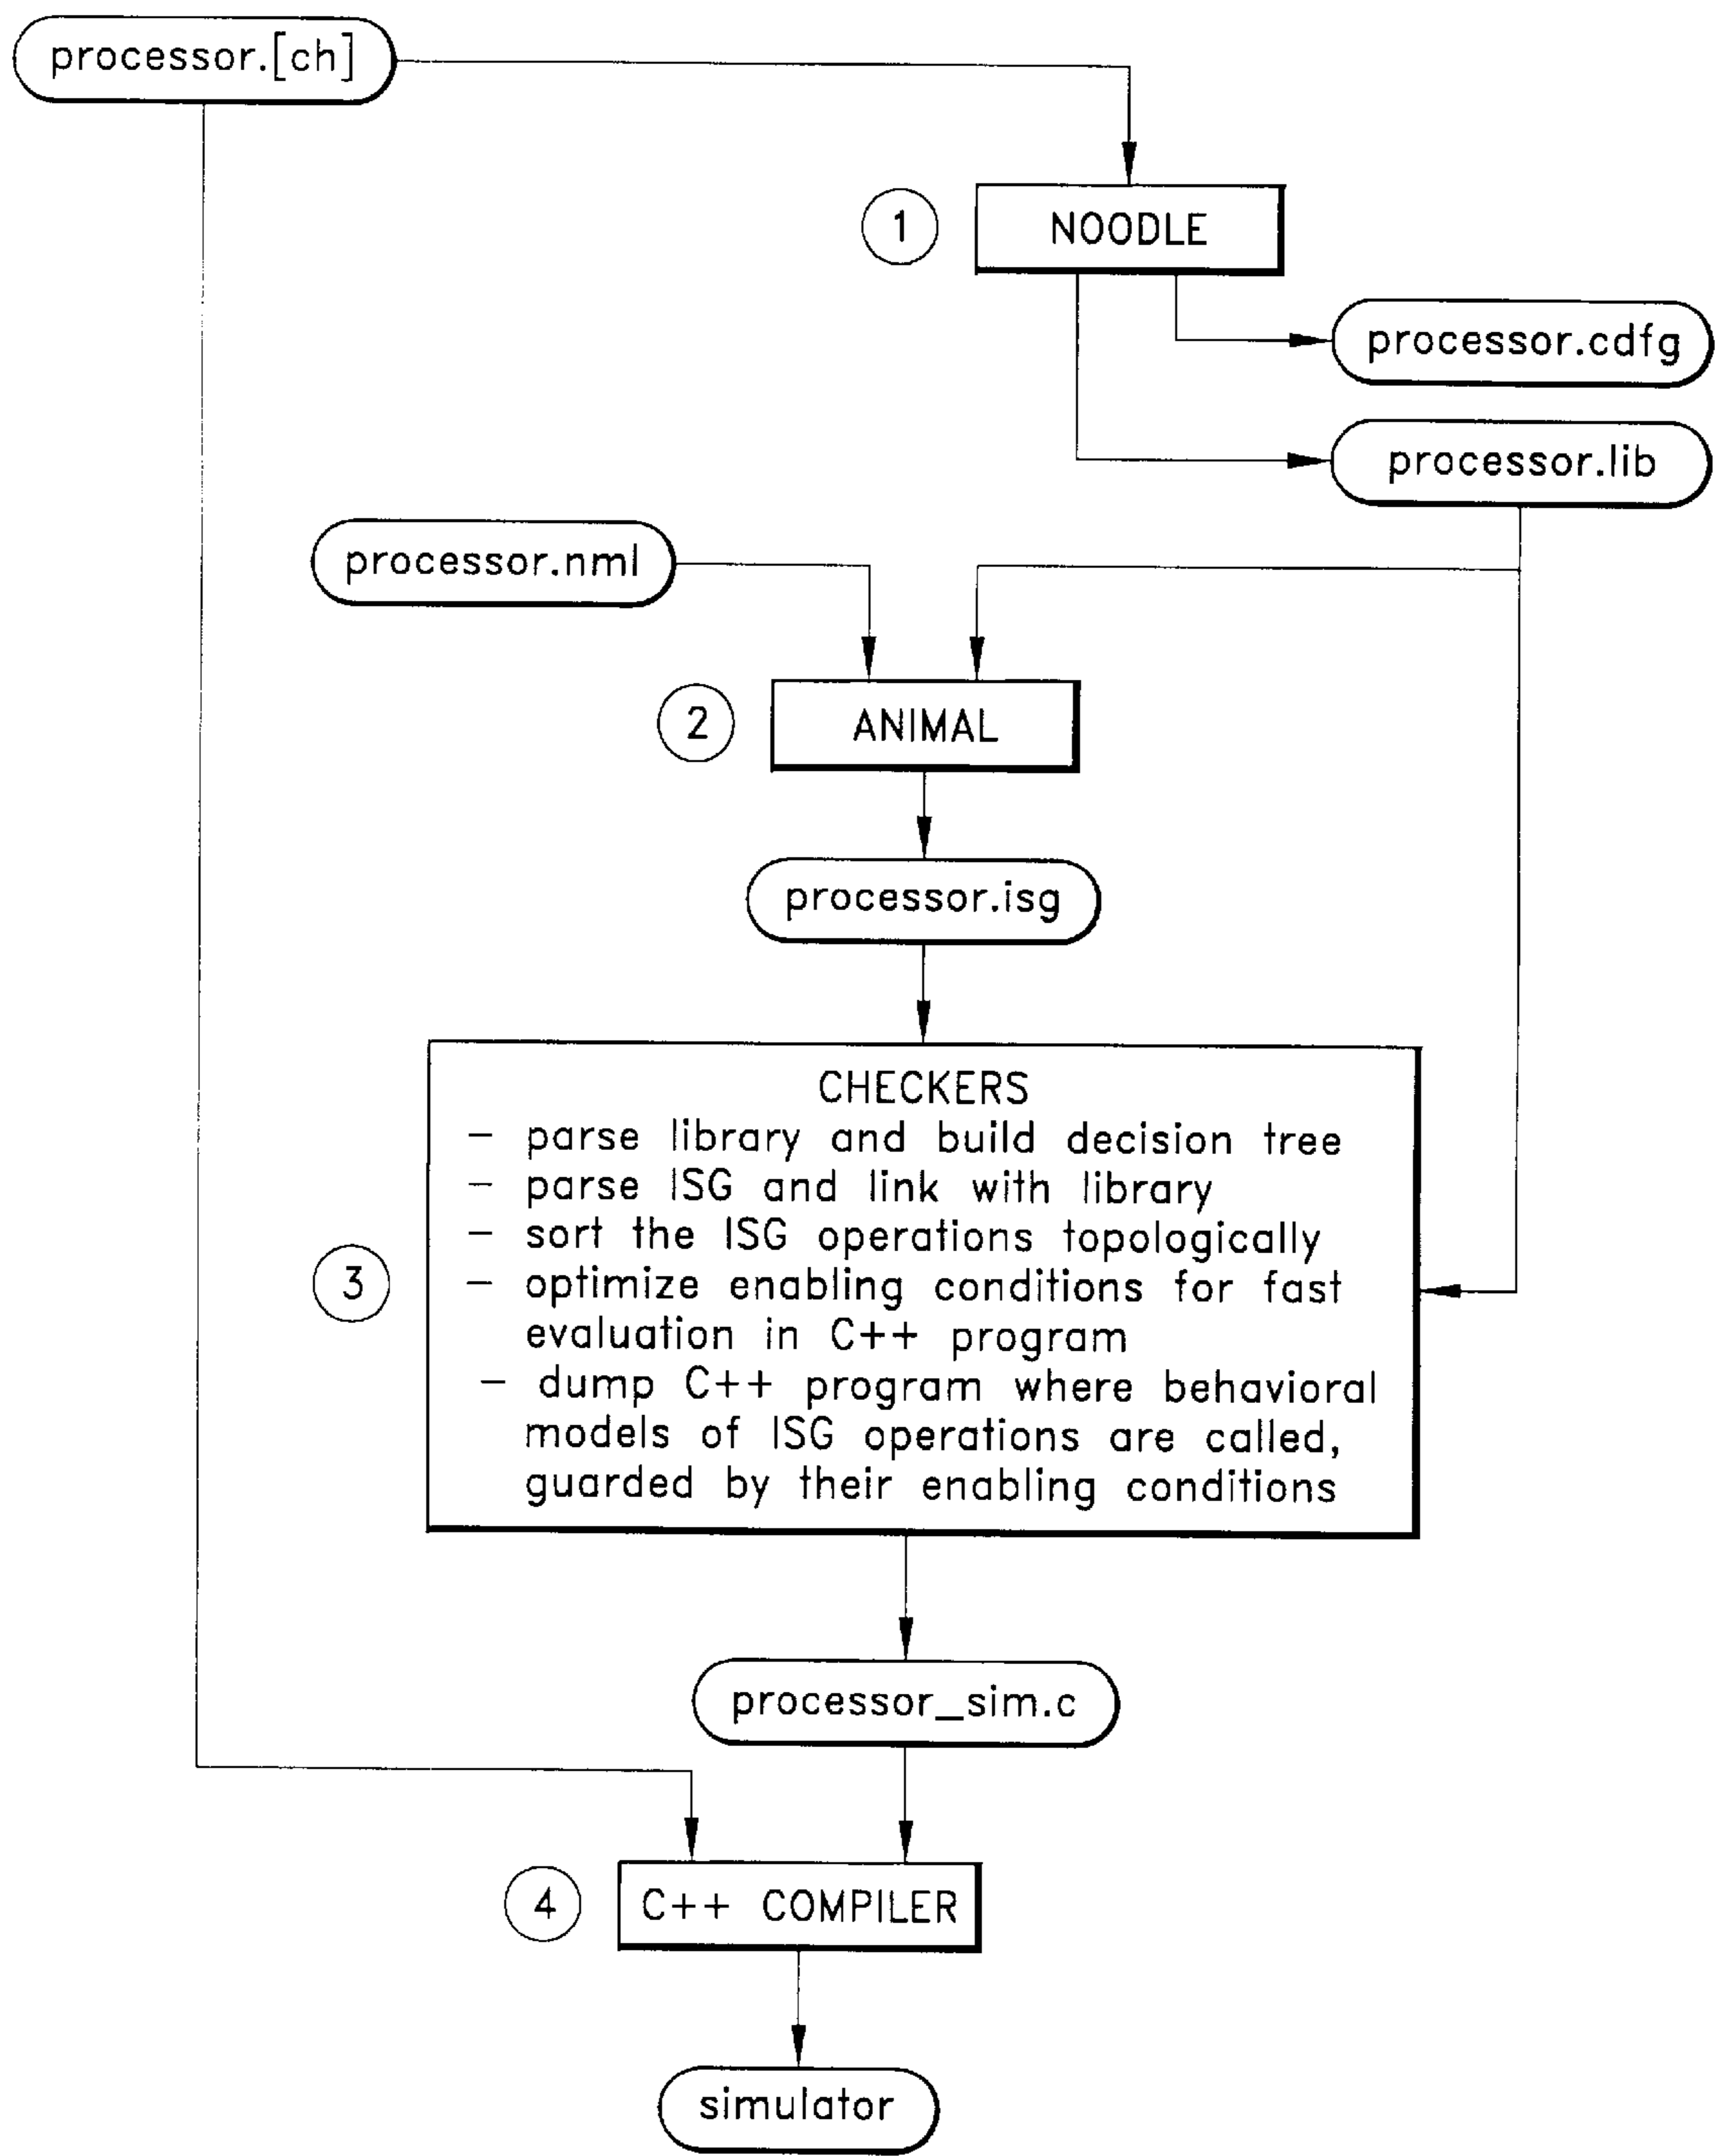 processor.[ch]
1
NOODLE
processor.cdfg
processor.lib
processor.nml
2
ANIMAL
processor.isg
CHECKERS
– parse library and build decision tree
– parse ISG and link with library
– sort the ISG operations topologically
3
– optimize enabling conditions for fast
evaluation in C++ program
– dump C++ program where behavioral
models of ISG operations are called,
guarded by their enabling conditions
processor_sim.c
4
C++ COMPILER
simulator